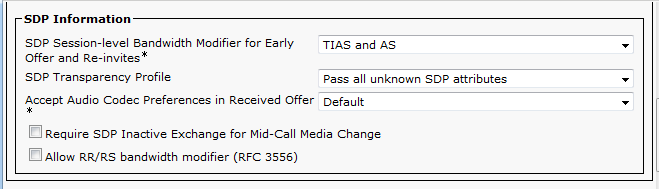 SDP Information
SDP Session-level Bandwidth Modifier for Early TIAS and AS
Offer and Re-invites*
SDP Transparency Profile Pass all unknown SDP attributes
Accept Audio Codec Preferences in Received Offer Default
*
Require SDP Inactive Exchange for Mid-Call Media Change
Allow RR/RS bandwidth modifier (RFC 3556)